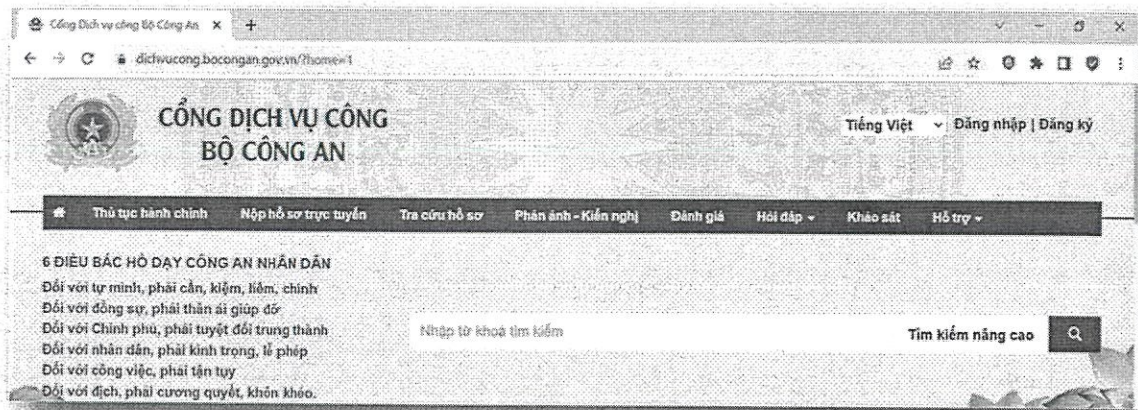 Cổng Dịch vụ công Bộ Công An
dichvucong.bocongan.gov.vn/?home=1
CỔNG DỊCH VỤ CÔNG
BỘ CÔNG AN
Tiếng Việt Đăng nhập | Đăng ký
Thủ tục hành chính Nộp hồ sơ trực tuyến Tra cứu hồ sơ Phản ánh - Kiến nghị Đánh giá Hỏi đáp Khảo sát Hỗ trợ
6 ĐIỀU BÁC HỒ DẠY CÔNG AN NHÂN DÂN
Đối với tự mình, phải cần, kiệm, liêm, chính
Đối với đồng sự, phải thân ái giúp đỡ
Đối với Chính phủ, phải tuyệt đối trung thành
Đối với nhân dân, phải kính trọng, lễ phép
Đối với công việc, phải tận tụy
Đối với địch, phải cương quyết, khôn khéo.
Nhập từ khoá tìm kiếm Tìm kiếm nâng cao